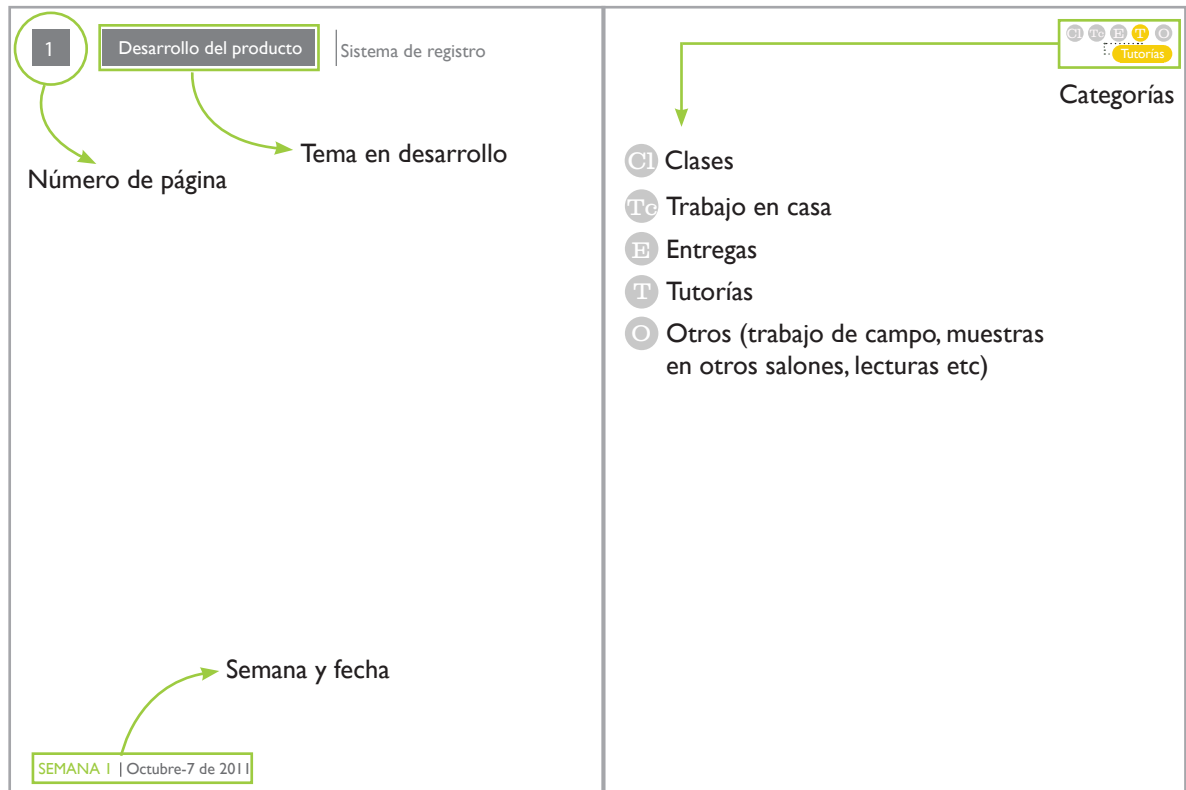 1
Desarrollo del producto
Sistema de registro
Tema en desarrollo
Número de página
Semana y fecha
SEMANA 1 | Octubre-7 de 2011
Cl Tc E T O
Tutorías
Categorías
Cl Clases
Tc Trabajo en casa
E Entregas
T Tutorías
O Otros (trabajo de campo, muestras
en otros salones, lecturas etc)